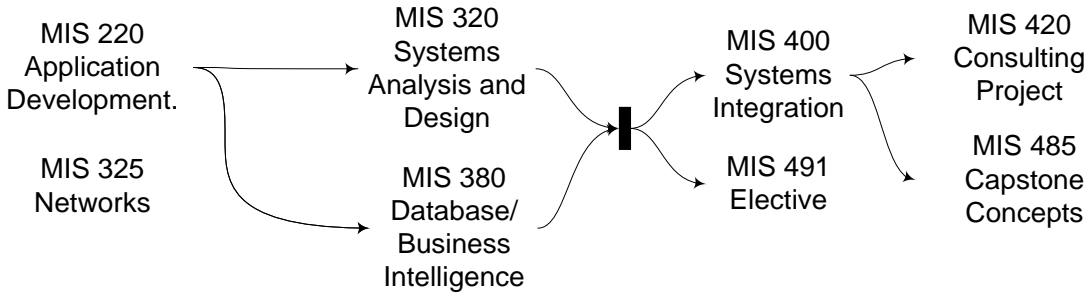 MIS 220
Application
Development.
MIS 325
Networks
MIS 320
Systems
Analysis and
Design
MIS 380
Database/
Business
Intelligence
MIS 400
Systems
Integration
MIS 491
Elective
MIS 420
Consulting
Project
MIS 485
Capstone
Concepts